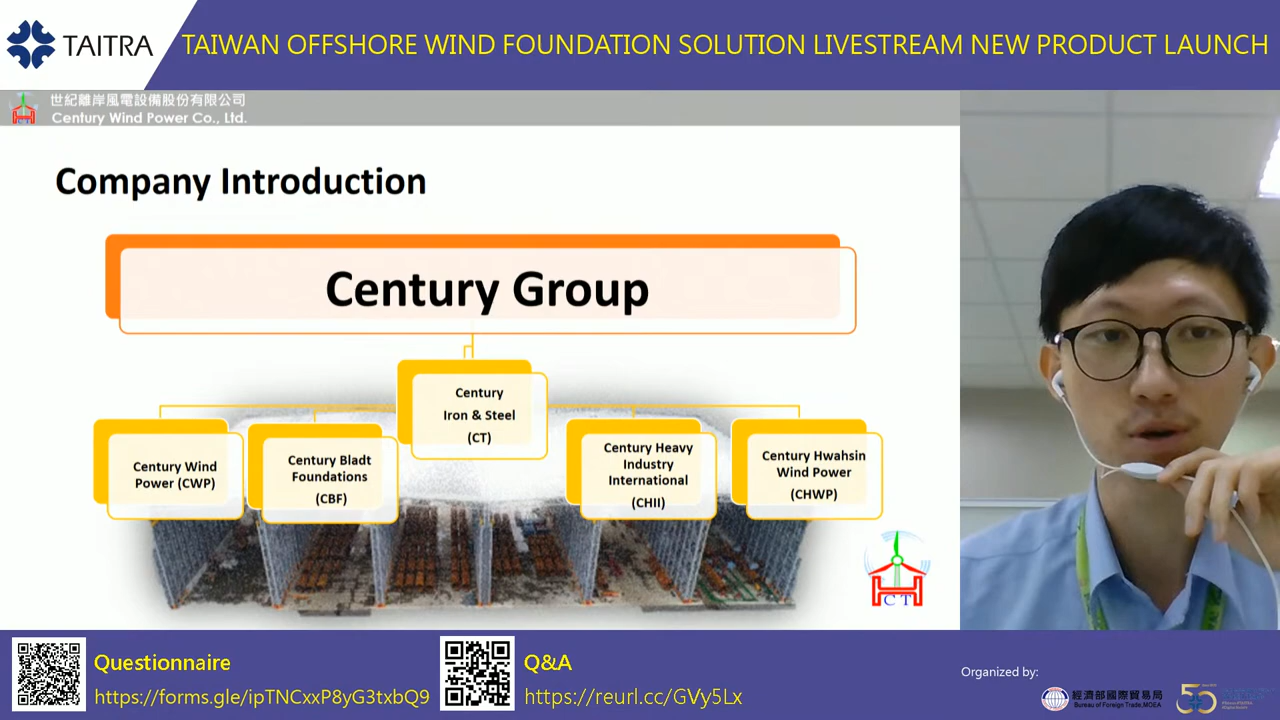 TAITRA
TAIWAN OFFSHORE WIND FOUNDATION SOLUTION LIVESTREAM NEW PRODUCT LAUNCH
世紀離岸風電設備股份有限公司
Century Wind Power Co., Ltd.
Company Introduction
Century Group
Century
Iron & Steel
(CT)
Century Wind
Power (CWP)
Century Bladt
Foundations
(CBF)
Century Heavy
Industry
International
(CHII)
Century Hwahsin
Wind Power
(CHWP)
C T
Questionnaire
https://forms.gle/ipTNCxxP8yG3txbQ9
Q&A
https://reurl.cc/GVy5Lx
Organized by:
經濟部國際貿易局
Bureau of Foreign Trade, MOEA